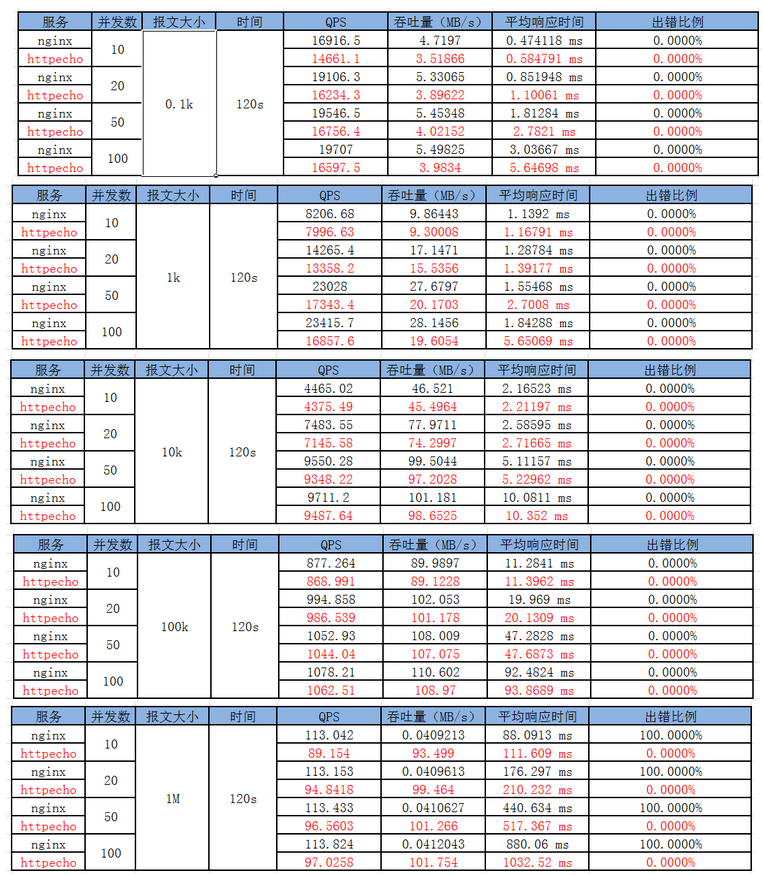 服务 并发数 报文大小 时间 QPS 吞吐量（MB/s） 平均响应时间 出错比例
nginx 10 0.1k 120s 16916.5 4.7197 0.474118 ms 0.0000%
httpecho 14661.1 3.51866 0.584791 ms 0.0000%
nginx 20 19106.3 5.33065 0.851948 ms 0.0000%
httpecho 16234.3 3.89622 1.10061 ms 0.0000%
nginx 50 19546.5 5.45348 1.81284 ms 0.0000%
httpecho 16756.4 4.02152 2.7821 ms 0.0000%
nginx 100 19707 5.49825 3.03667 ms 0.0000%
httpecho 16597.5 3.9834 5.64698 ms 0.0000%
服务 并发数 报文大小 时间 QPS 吞吐量（MB/s） 平均响应时间 出错比例
nginx 10 1k 120s 8206.68 9.86443 1.1392 ms 0.0000%
httpecho 7996.63 9.30008 1.16791 ms 0.0000%
nginx 20 14265.4 17.1471 1.28784 ms 0.0000%
httpecho 13358.2 15.5356 1.39177 ms 0.0000%
nginx 50 23028 27.6797 1.55468 ms 0.0000%
httpecho 17343.4 20.1703 2.7008 ms 0.0000%
nginx 100 23415.7 28.1456 1.84288 ms 0.0000%
httpecho 16857.6 19.6054 5.65069 ms 0.0000%
服务 并发数 报文大小 时间 QPS 吞吐量（MB/s） 平均响应时间 出错比例
nginx 10 10k 120s 4465.02 46.521 2.16523 ms 0.0000%
httpecho 4375.49 45.4964 2.21197 ms 0.0000%
nginx 20 7483.55 77.9711 2.58595 ms 0.0000%
httpecho 7145.58 74.2997 2.71665 ms 0.0000%
nginx 50 9550.28 99.5044 5.11157 ms 0.0000%
httpecho 9348.22 97.2028 5.22962 ms 0.0000%
nginx 100 9711.2 101.181 10.0811 ms 0.0000%
httpecho 9487.64 98.6525 10.352 ms 0.0000%
服务 并发数 报文大小 时间 QPS 吞吐量（MB/s） 平均响应时间 出错比例
nginx 10 100k 120s 877.264 89.9897 11.2841 ms 0.0000%
httpecho 868.991 89.1228 11.3962 ms 0.0000%
nginx 20 994.858 102.053 19.969 ms 0.0000%
httpecho 986.539 101.178 20.1309 ms 0.0000%
nginx 50 1052.93 108.009 47.2828 ms 0.0000%
httpecho 1044.04 107.075 47.6873 ms 0.0000%
nginx 100 1078.21 110.602 92.4824 ms 0.0000%
httpecho 1062.51 108.97 93.8689 ms 0.0000%
服务 并发数 报文大小 时间 QPS 吞吐量（MB/s） 平均响应时间 出错比例
nginx 10 1M 120s 113.042 0.0409213 88.0913 ms 100.0000%
httpecho 89.154 93.499 111.609 ms 0.0000%
nginx 20 113.153 0.0409613 176.297 ms 100.0000%
httpecho 94.8418 99.464 210.232 ms 0.0000%
nginx 50 113.433 0.0410627 440.634 ms 100.0000%
httpecho 96.5603 101.266 517.367 ms 0.0000%
nginx 100 113.824 0.0412043 880.06 ms 100.0000%
httpecho 97.0258 101.754 1032.52 ms 0.0000%